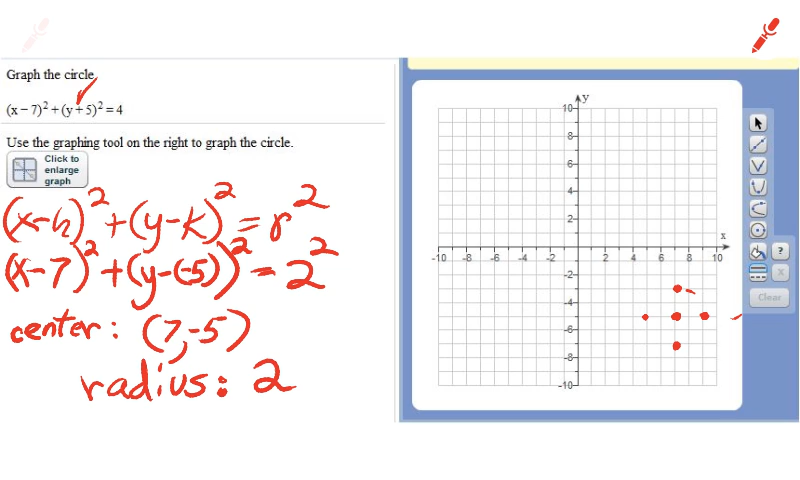 Graph the circle.
(x − 7)² + (y + 5)² = 4
Use the graphing tool on the right to graph the circle.
Click to
enlarge
graph
(x-h)² + (y-k)² = r²
(x-7)² + (y-(-5))² = 2²
center: (7,-5)
radius: 2
y
10
8
6
4
2
x
-10 -8 -6 -4 -2 2 4 6 8 10
-2
-4
-6
-8
-10
?
x
Clear